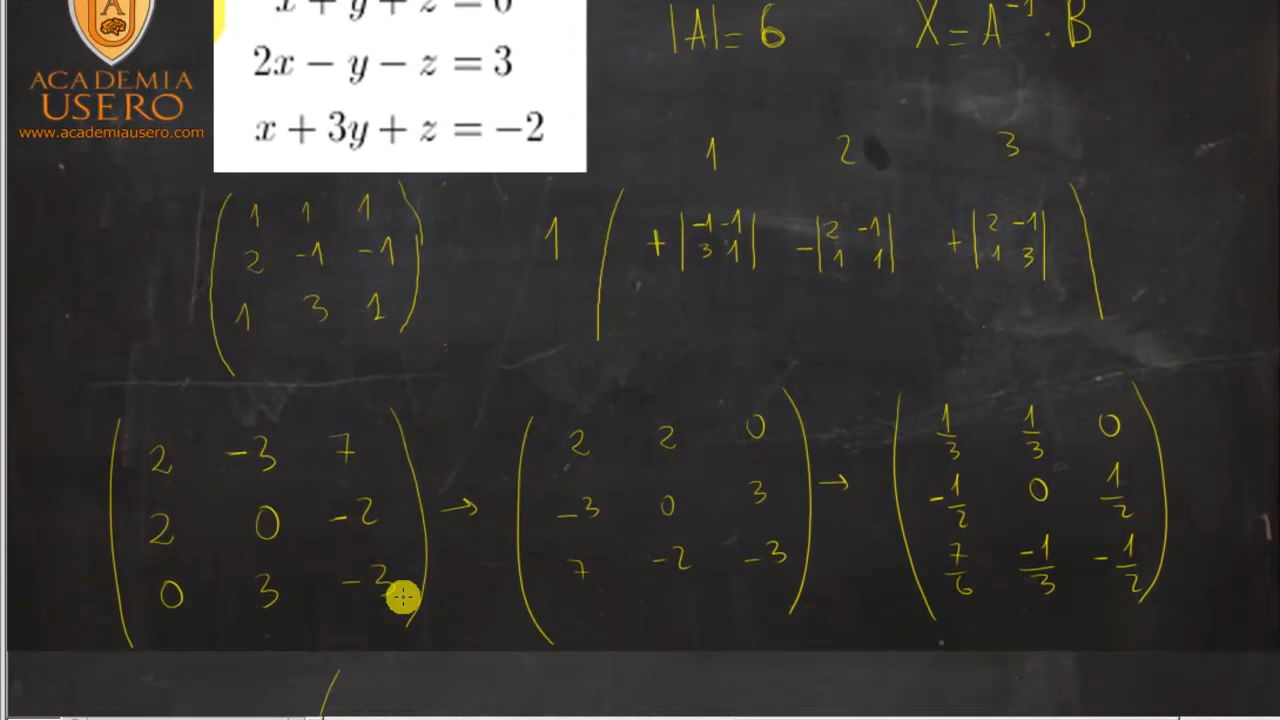 x + y + z = 6
2x − y − z = 3
x + 3y + z = −2
ACADEMIA
USERO
www.academiausero.com
|A| = 6 X = A⁻¹ · B
1 2 3
1 1 1
2 -1 -1
1 3 1
1 ( +|-1 -1| -|2 -1| +|2 -1| )
|3 1| |1 1| |1 3|
2 -3 7 → 2 2 0 → 1/3 1/3 0
2 0 -2 -3 0 3 -1/2 0 1/2
0 3 -3 7 -2 -3 7/6 -1/3 -1/2